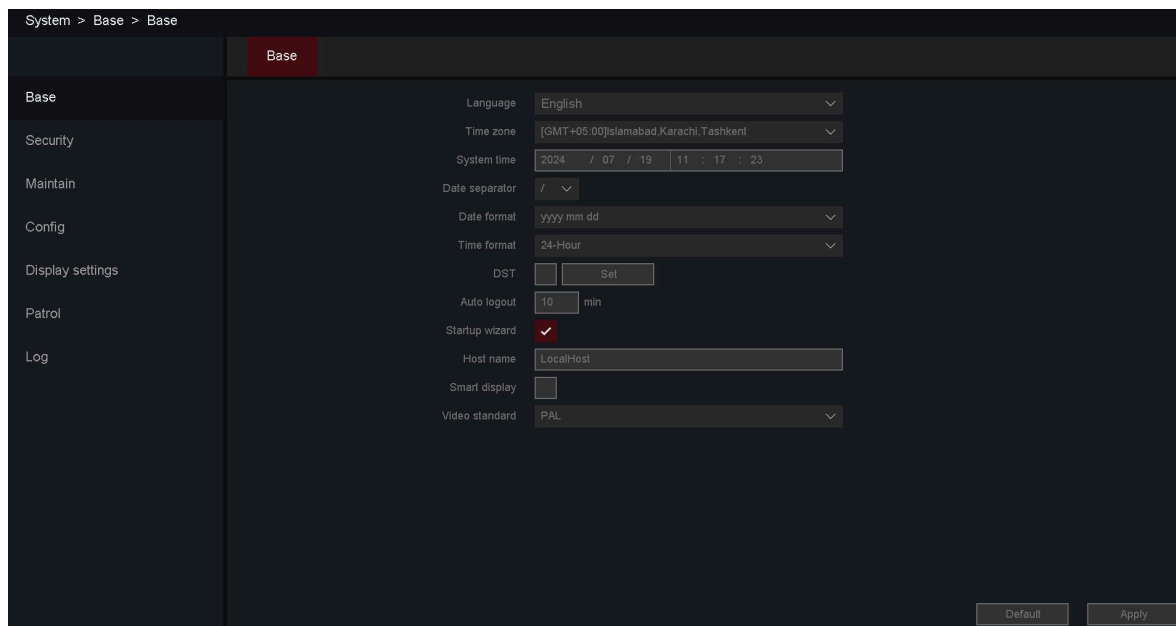 System > Base > Base
Base
Base
Security
Maintain
Config
Display settings
Patrol
Log
Language English
Time zone [GMT+05:00]Islamabad,Karachi,Tashkent
System time 2024 / 07 / 19 11 : 17 : 23
Date separator /
Date format yyyy mm dd
Time format 24-Hour
DST Set
Auto logout 10 min
Startup wizard
Host name LocalHost
Smart display
Video standard PAL
Default Apply